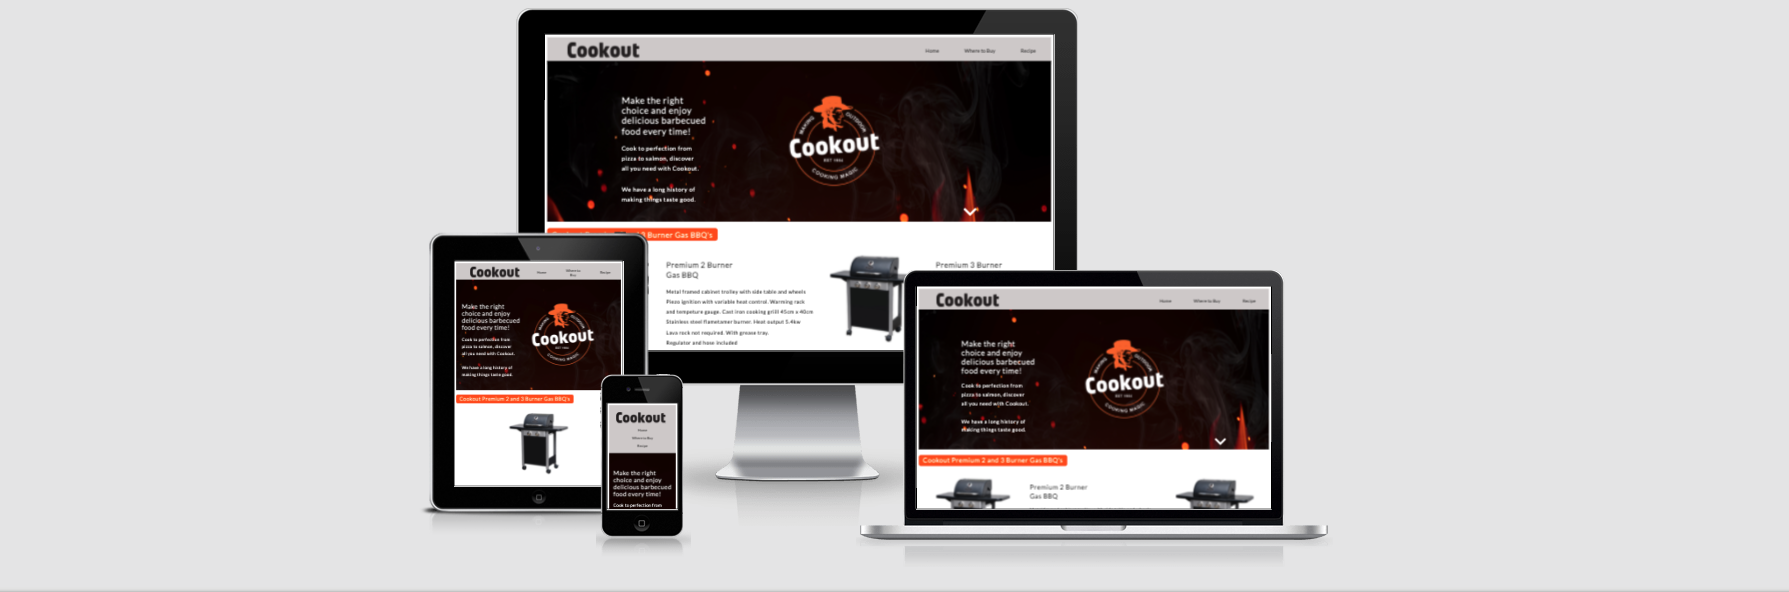 Cookout
Home Where to Buy Recipe
Make the right
choice and enjoy
delicious barbecued
food every time!
Cook to perfection from
pizza to salmon, discover
all you need with Cookout.
We have a long history of
making things taste good.
MAKING OUTDOOR
Cookout
COOKING MAGIC
Burner Gas BBQ's
Premium 2 Burner
Gas BBQ
Metal framed cabinet trolley with side table and wheels
Piezo ignition with variable heat control. Warming rack
and tempeture gauge. Cast iron cooking grill 45cm x 40cm
Stainless steel flametamer burner. Heat output 5.4kw
Lava rock not required. With grease tray.
Regulator and hose included
Premium 3 Burner
Cookout
Home
Where to
Buy
Recipe
Make the right
choice and enjoy
delicious barbecued
food every time!
Cook to perfection from
pizza to salmon, discover
all you need with Cookout.
We have a long history of
making things taste good.
Cookout
Cookout Premium 2 and 3 Burner Gas BBQ's
Cookout
Home
Where to Buy
Recipe
Make the right
choice and enjoy
delicious barbecued
food every time!
Cook to perfection from
Cookout
Home Where to Buy Recipe
Make the right
choice and enjoy
delicious barbecued
food every time!
Cook to perfection from
pizza to salmon, discover
all you need with Cookout.
We have a long history of
making things taste good.
MAKING OUTDOOR
Cookout
COOKING MAGIC
Cookout Premium 2 and 3 Burner Gas BBQ's
Premium 2 Burner
Gas BBQ